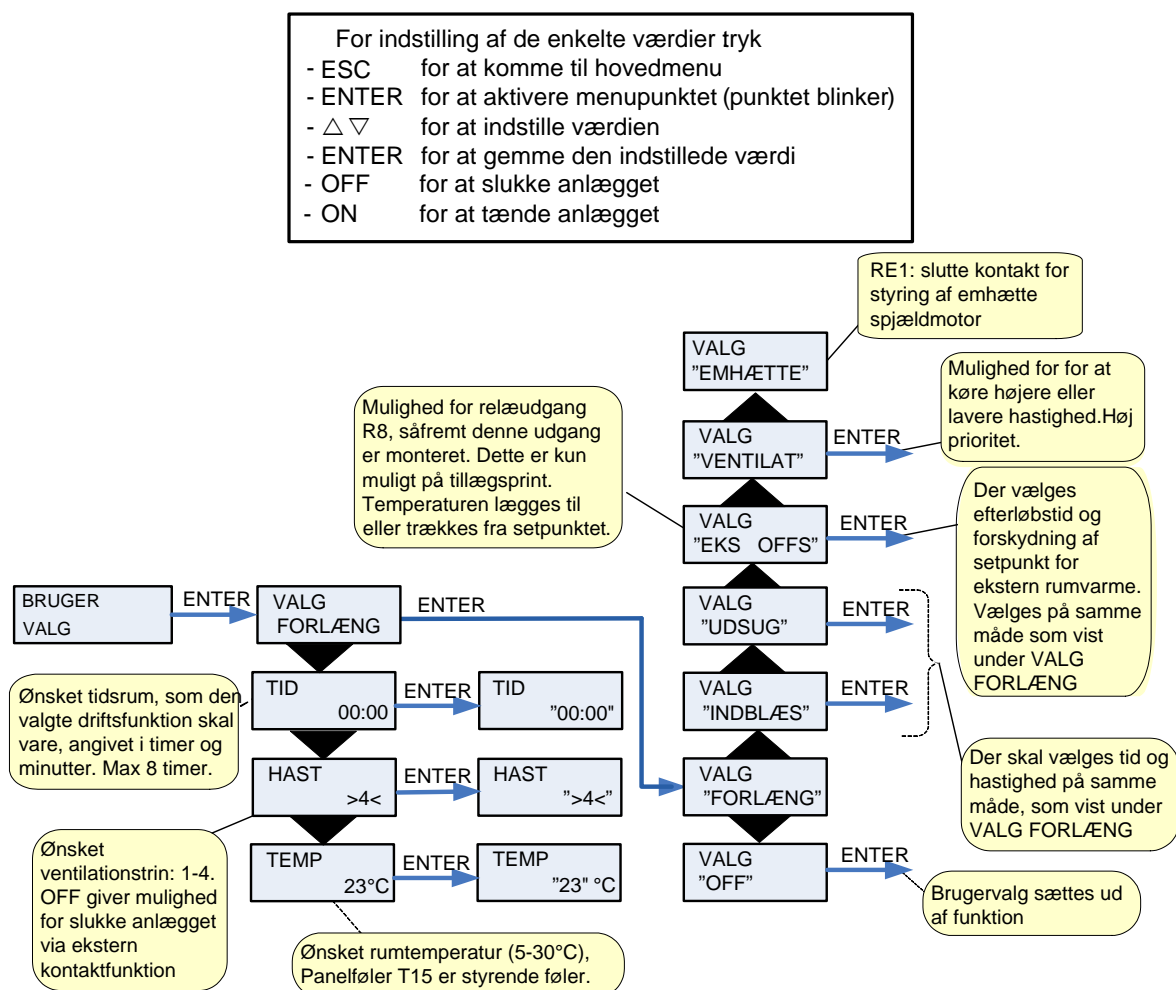 For indstilling af de enkelte værdier tryk
- ESC for at komme til hovedmenu
- ENTER for at aktivere menupunktet (punktet blinker)
- △ ▽ for at indstille værdien
- ENTER for at gemme den indstillede værdi
- OFF for at slukke anlægget
- ON for at tænde anlægget
RE1: slutte kontakt for
styring af emhætte
spjældmotor
VALG
”EMHÆTTE”
Mulighed for for at
køre højere eller
lavere hastighed.Høj
prioritet.
VALG
”VENTILAT”
ENTER
Mulighed for relæudgang
R8, såfremt denne udgang
er monteret. Dette er kun
muligt på tillægsprint.
Temperaturen lægges til
eller trækkes fra setpunktet.
VALG
”EKS OFFS”
ENTER
Der vælges
efterløbstid og
forskydning af
setpunkt for
ekstern rumvarme.
Vælges på samme
måde som vist
under VALG
FORLÆNG
BRUGER
VALG
ENTER
VALG
FORLÆNG
ENTER
VALG
”UDSUG”
ENTER
Ønsket tidsrum, som den
valgte driftsfunktion skal
vare, angivet i timer og
minutter. Max 8 timer.
TID
00:00
ENTER
TID
”00:00"
VALG
”INDBLÆS”
ENTER
Der skal vælges tid og
hastighed på samme
måde, som vist under
VALG FORLÆNG
HAST
>4<
ENTER
HAST
”>4<”
VALG
”FORLÆNG”
Ønsket
ventilationstrin: 1-4.
OFF giver mulighed
for slukke anlægget
via ekstern
kontaktfunktion
TEMP
23°C
ENTER
TEMP
”23" °C
VALG
”OFF”
ENTER
Brugervalg sættes ud
af funktion
Ønsket rumtemperatur (5-30°C),
Panelføler T15 er styrende føler.